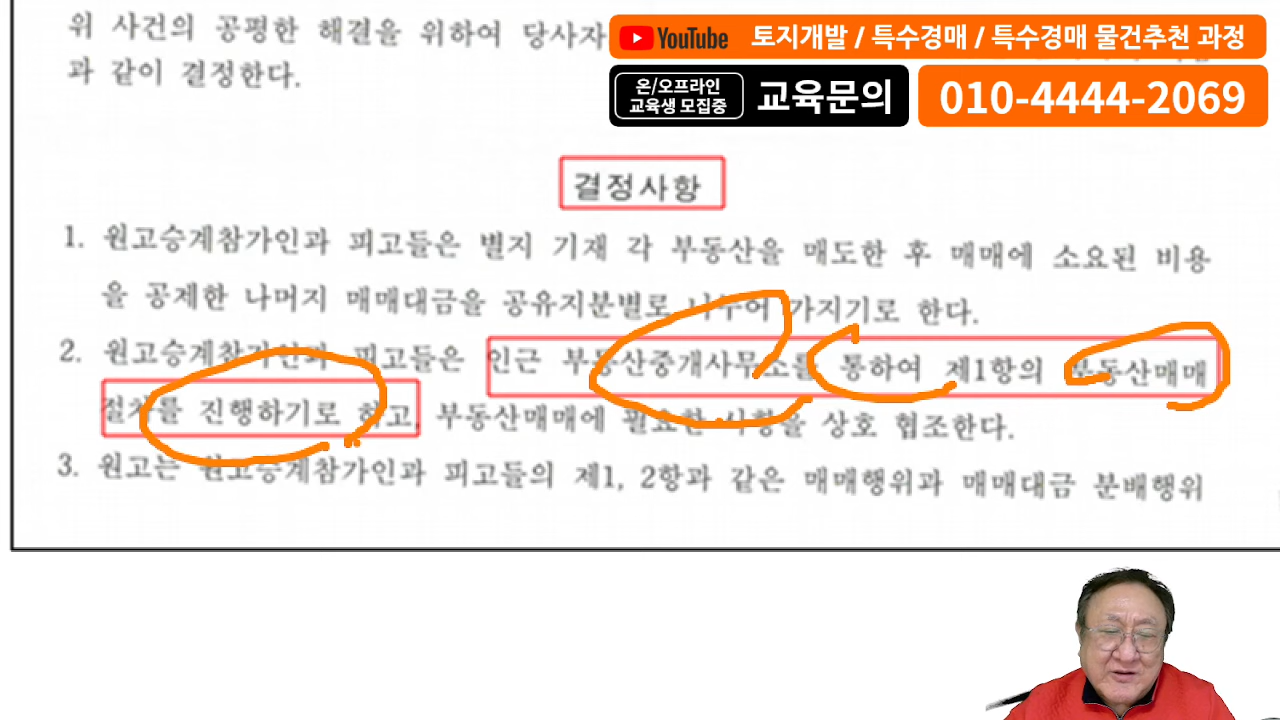 위 사건의 공평한 해결을 위하여 당사자
과 같이 결정한다.
YouTube 토지개발 / 특수경매 / 특수경매 물건추천 과정
온/오프라인
교육생 모집중
교육문의
010-4444-2069
결정사항
1. 원고승계참가인과 피고들은 별지 기재 각 부동산을 매도한 후 매매에 소요된 비용
을 공제한 나머지 매매대금을 공유지분별로 나누어 가지기로 한다.
2. 원고승계참가인과 피고들은 인근 부동산중개사무소를 통하여 제1항의 부동산매매
절차를 진행하기로 하고, 부동산매매에 필요한 사항을 상호 협조한다.
3. 원고는 원고승계참가인과 피고들의 제1, 2항과 같은 매매행위과 매매대금 분배행위